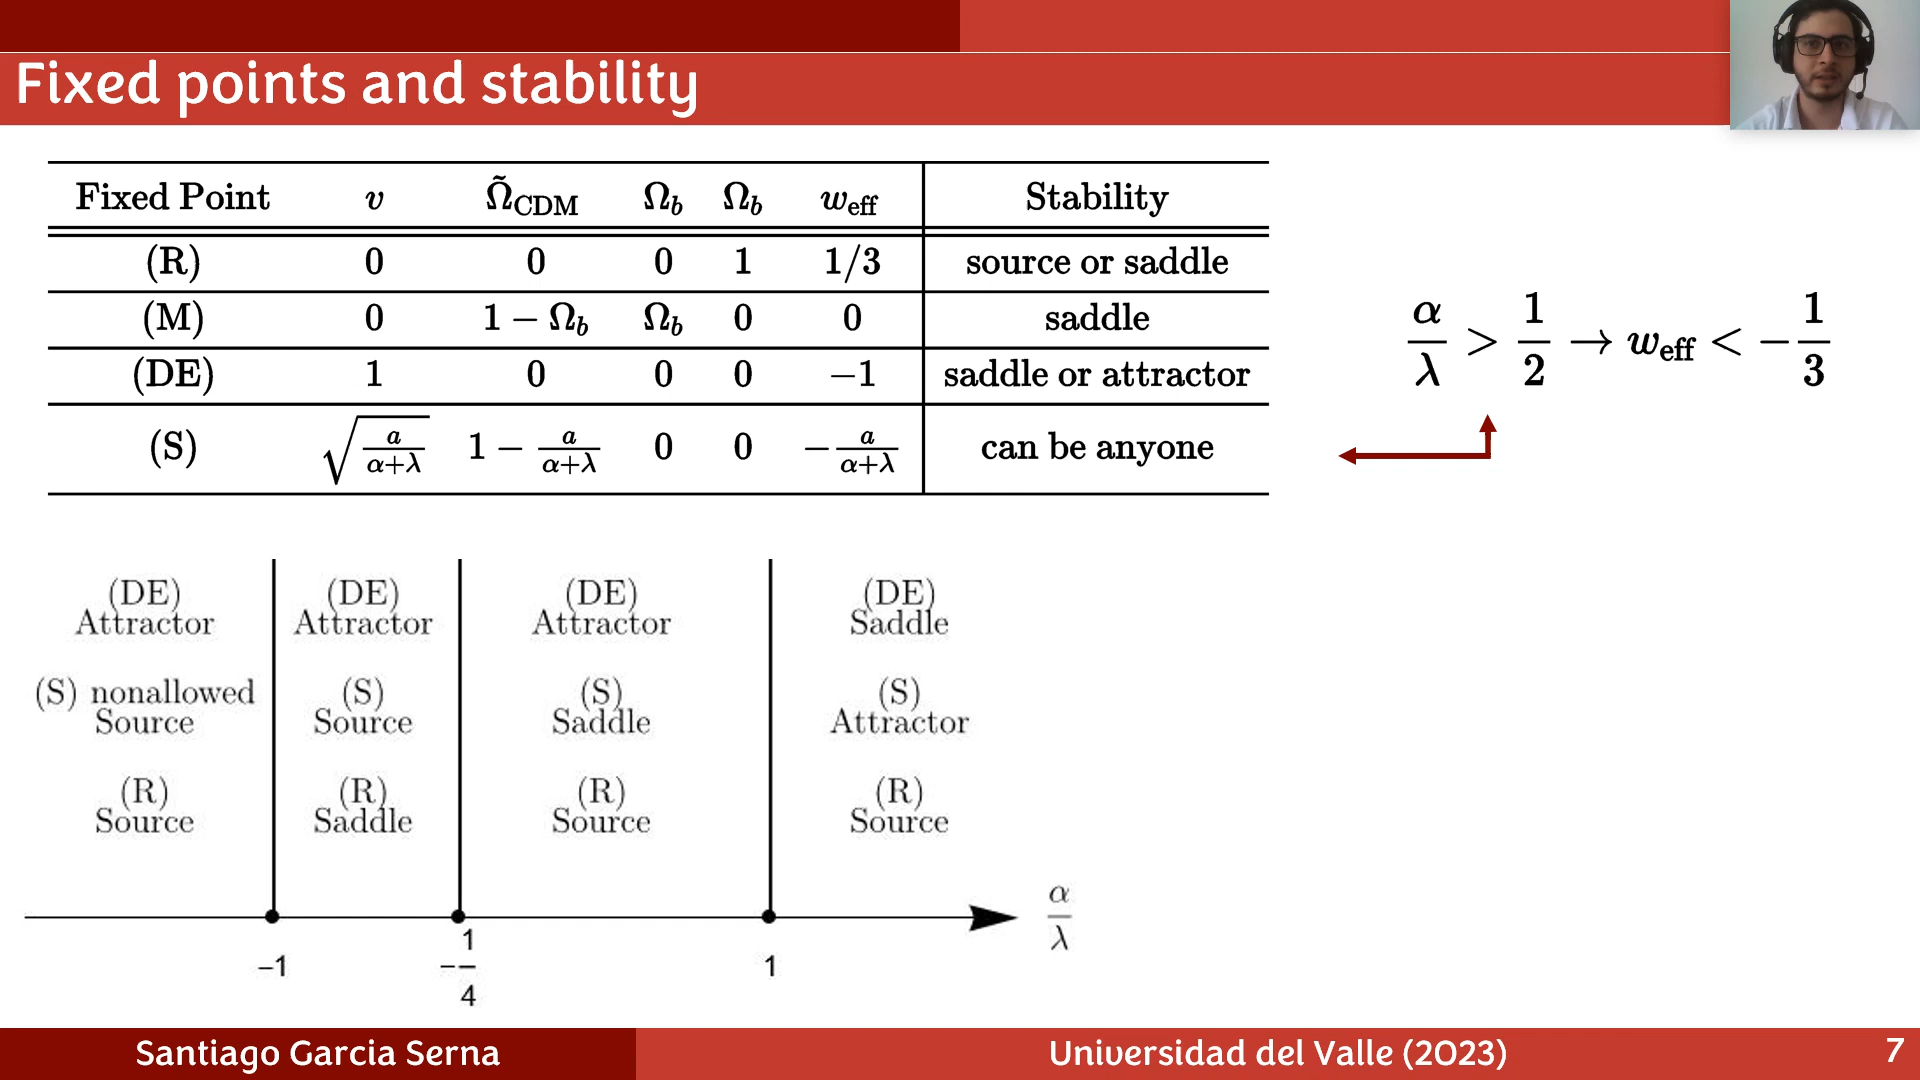 Fixed points and stability
Fixed Point v Ω̃CDM Ωb Ωb weff Stability
(R) 0 0 0 1 1/3 source or saddle
(M) 0 1 − Ωb Ωb 0 0 saddle
(DE) 1 0 0 0 −1 saddle or attractor
(S) √(a/(α+λ)) 1 − a/(α+λ) 0 0 −a/(α+λ) can be anyone
α/λ > 1/2 → weff < −1/3
(DE) (DE) (DE) (DE)
Attractor Attractor Attractor Saddle
(S) nonallowed (S) (S) (S)
Source Source Saddle Attractor
(R) (R) (R) (R)
Source Saddle Source Source
α/λ
−1 −1/4 1
Santiago Garcia Serna Universidad del Valle (2023) 7